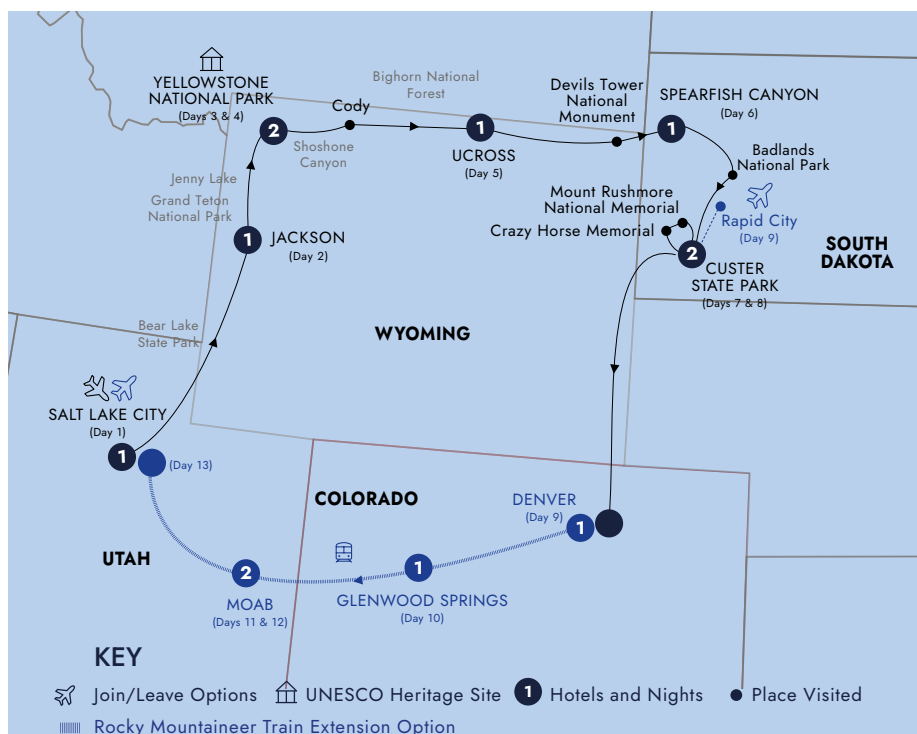 YELLOWSTONE
NATIONAL PARK
(Days 3 & 4)
2
Cody
Shoshone
Canyon
Bighorn National
Forest
1
UCROSS
(Day 5)
Devils Tower
National
Monument
SPEARFISH CANYON
(Day 6)
1
Badlands
National Park
Jenny Lake
Grand Teton
National Park
1
JACKSON
(Day 2)
Mount Rushmore
National Memorial
Crazy Horse Memorial
Rapid City
(Day 9)
2
CUSTER
STATE PARK
(Days 7 & 8)
SOUTH
DAKOTA
Bear Lake
State Park
WYOMING
SALT LAKE CITY
(Day 1)
1
(Day 13)
COLORADO
DENVER
(Day 9)
1
UTAH
2
MOAB
(Days 11 & 12)
1
GLENWOOD SPRINGS
(Day 10)
KEY
Join/Leave Options
UNESCO Heritage Site
1 Hotels and Nights
Place Visited
Rocky Mountaineer Train Extension Option